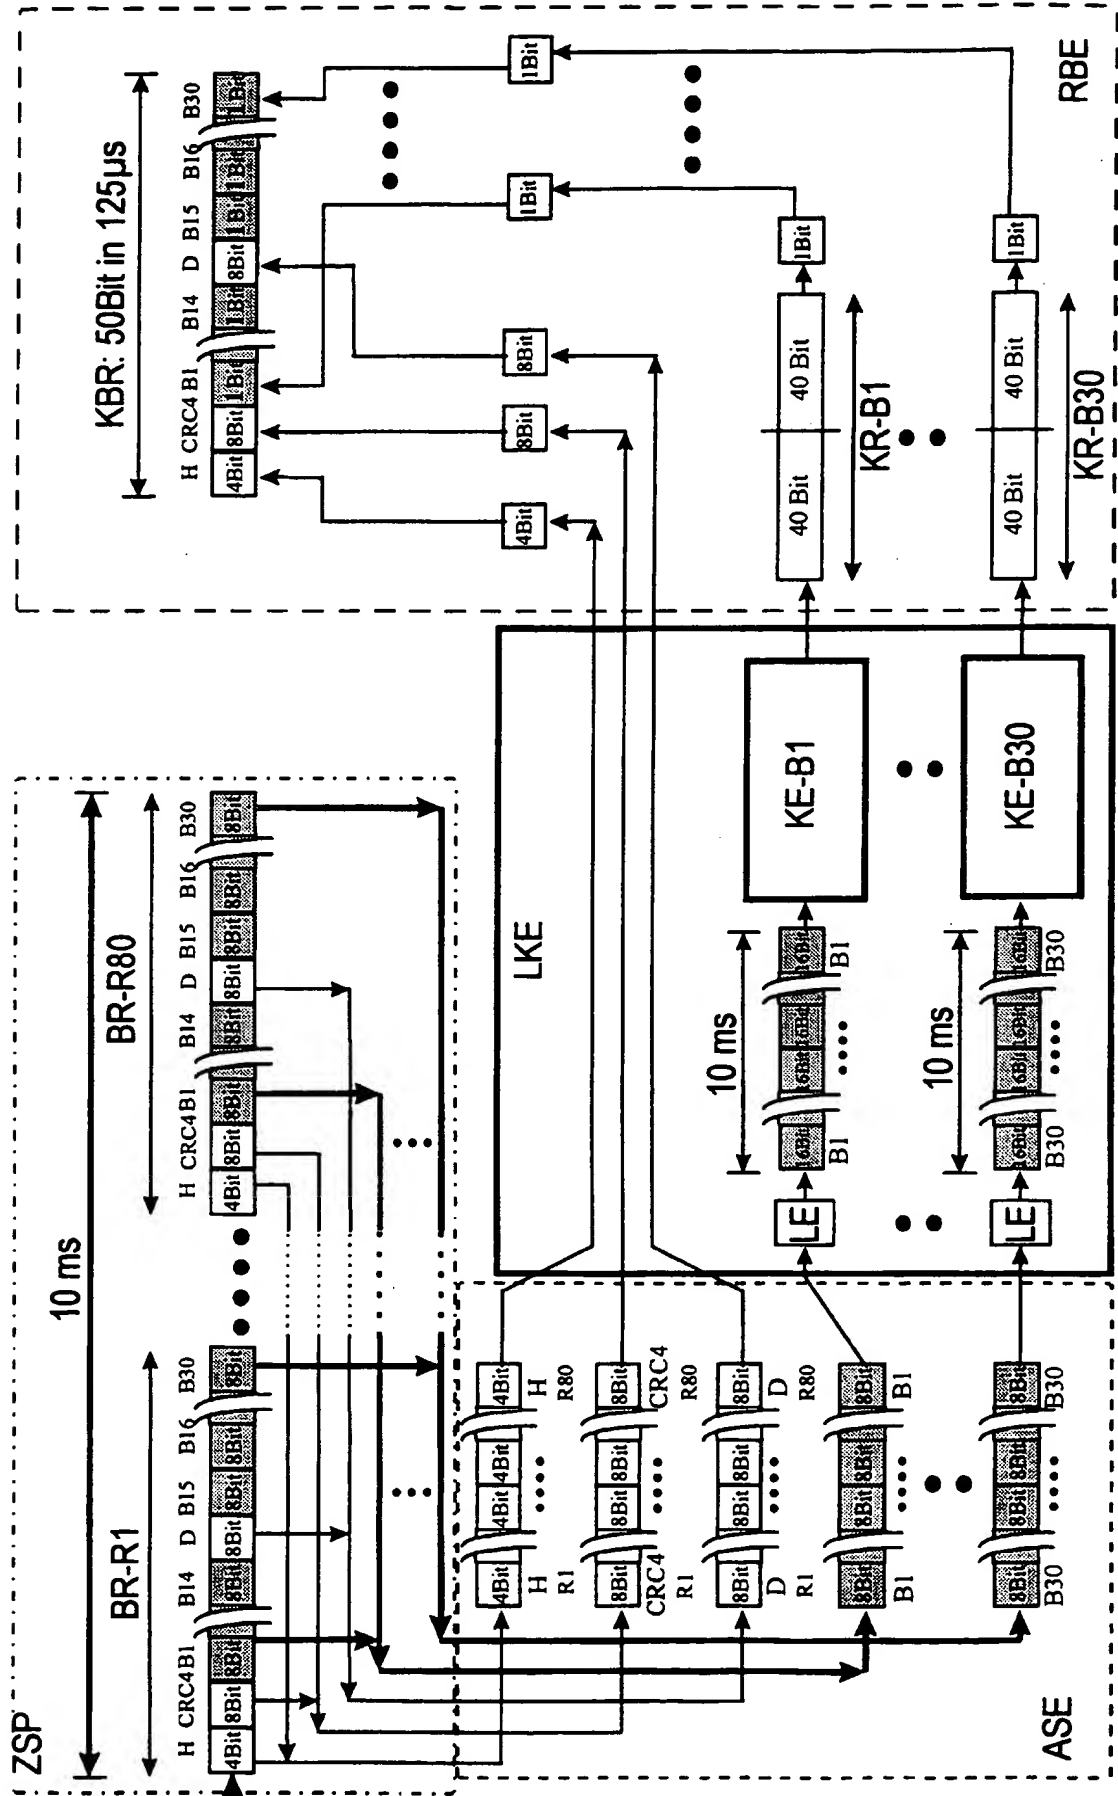 ZSP
10 ms
BR-R1
BR-R80
H CRC4 B1 B14 D B15 B16 B30
4Bit 8Bit 8Bit 8Bit 8Bit 8Bit 8Bit 8Bit
H CRC4 B1 B14 D B15 B16 B30
4Bit 8Bit 8Bit 8Bit 8Bit 8Bit 8Bit 8Bit
KBR: 50Bit in 125µs
H CRC4 B1 B14 D B15 B16 B30
4Bit 8Bit 1Bit 1Bit 8Bit 1Bit 1Bit 1Bit
4Bit 8Bit 8Bit 1Bit 1Bit
RBE
ASE
4Bit 4Bit 4Bit 4Bit
H H
R1 R80
8Bit 8Bit 8Bit 8Bit
CRC4 CRC4
R1 R80
8Bit 8Bit 8Bit 8Bit
D D
R1 R80
8Bit 8Bit 8Bit 8Bit
B1 B1
8Bit 8Bit 8Bit 8Bit
B30 B30
LKE
LE
10 ms
16Bit 16Bit 16Bit 16Bit
B1 B1
KE-B1
40 Bit 40 Bit
1Bit
KR-B1
LE
10 ms
16Bit 16Bit 16Bit 16Bit
B30 B30
KE-B30
40 Bit 40 Bit
1Bit
KR-B30